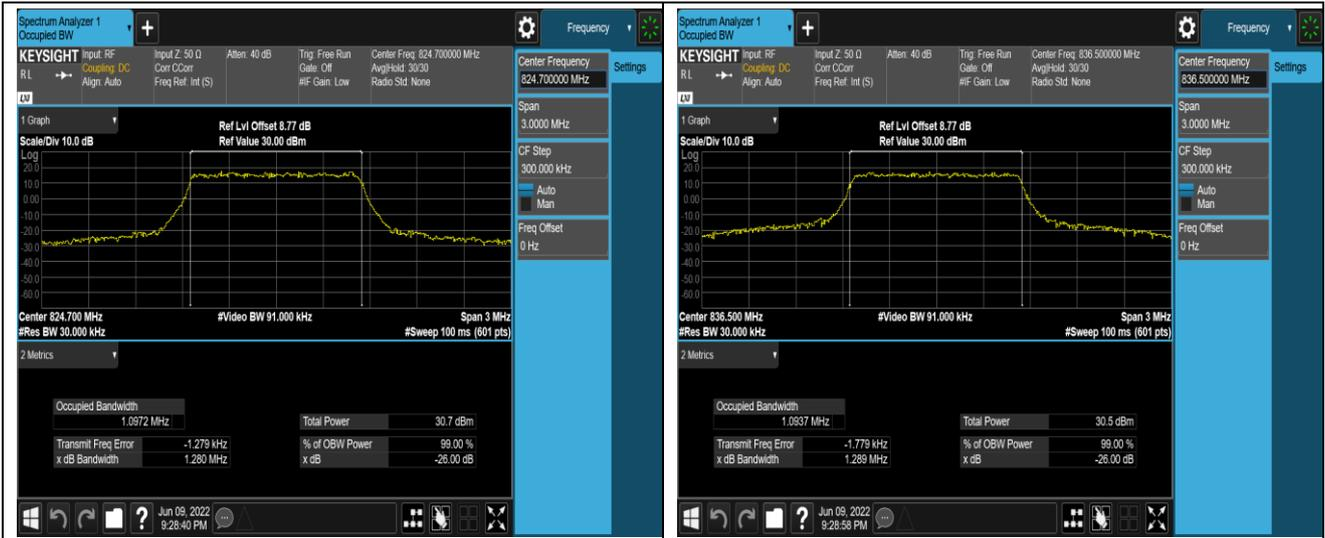 Spectrum Analyzer 1
Occupied BW
Frequency
KEYSIGHT
Input: RF
Coupling: DC
Align: Auto
Input Z: 50 Ω
Corr CCorr
Freq Ref: Int (S)
Atten: 40 dB
Trig: Free Run
Gate: Off
#IF Gain: Low
Center Freq: 824.700000 MHz
Avg|Hold: 30/30
Radio Std: None
RL
LXI
Center Frequency
824.700000 MHz
Settings
Span
3.0000 MHz
CF Step
300.000 kHz
Auto
Man
Freq Offset
0 Hz
1 Graph
Scale/Div 10.0 dB
Ref Lvl Offset 8.77 dB
Ref Value 30.00 dBm
Log
20.0
10.0
0.00
-10.0
-20.0
-30.0
-40.0
-50.0
-60.0
Center 824.700 MHz
#Video BW 91.000 kHz
Span 3 MHz
#Res BW 30.000 kHz
#Sweep 100 ms (601 pts)
2 Metrics
Occupied Bandwidth
1.0972 MHz
Total Power 30.7 dBm
Transmit Freq Error -1.279 kHz
% of OBW Power 99.00 %
x dB Bandwidth 1.280 MHz
x dB -26.00 dB
Jun 09, 2022
9:28:40 PM
Spectrum Analyzer 1
Occupied BW
Frequency
KEYSIGHT
Input: RF
Coupling: DC
Align: Auto
Input Z: 50 Ω
Corr CCorr
Freq Ref: Int (S)
Atten: 40 dB
Trig: Free Run
Gate: Off
#IF Gain: Low
Center Freq: 836.500000 MHz
Avg|Hold: 30/30
Radio Std: None
RL
LXI
Center Frequency
836.500000 MHz
Settings
Span
3.0000 MHz
CF Step
300.000 kHz
Auto
Man
Freq Offset
0 Hz
1 Graph
Scale/Div 10.0 dB
Ref Lvl Offset 8.77 dB
Ref Value 30.00 dBm
Log
20.0
10.0
0.00
-10.0
-20.0
-30.0
-40.0
-50.0
-60.0
Center 836.500 MHz
#Video BW 91.000 kHz
Span 3 MHz
#Res BW 30.000 kHz
#Sweep 100 ms (601 pts)
2 Metrics
Occupied Bandwidth
1.0937 MHz
Total Power 30.5 dBm
Transmit Freq Error -1.779 kHz
% of OBW Power 99.00 %
x dB Bandwidth 1.289 MHz
x dB -26.00 dB
Jun 09, 2022
9:28:58 PM